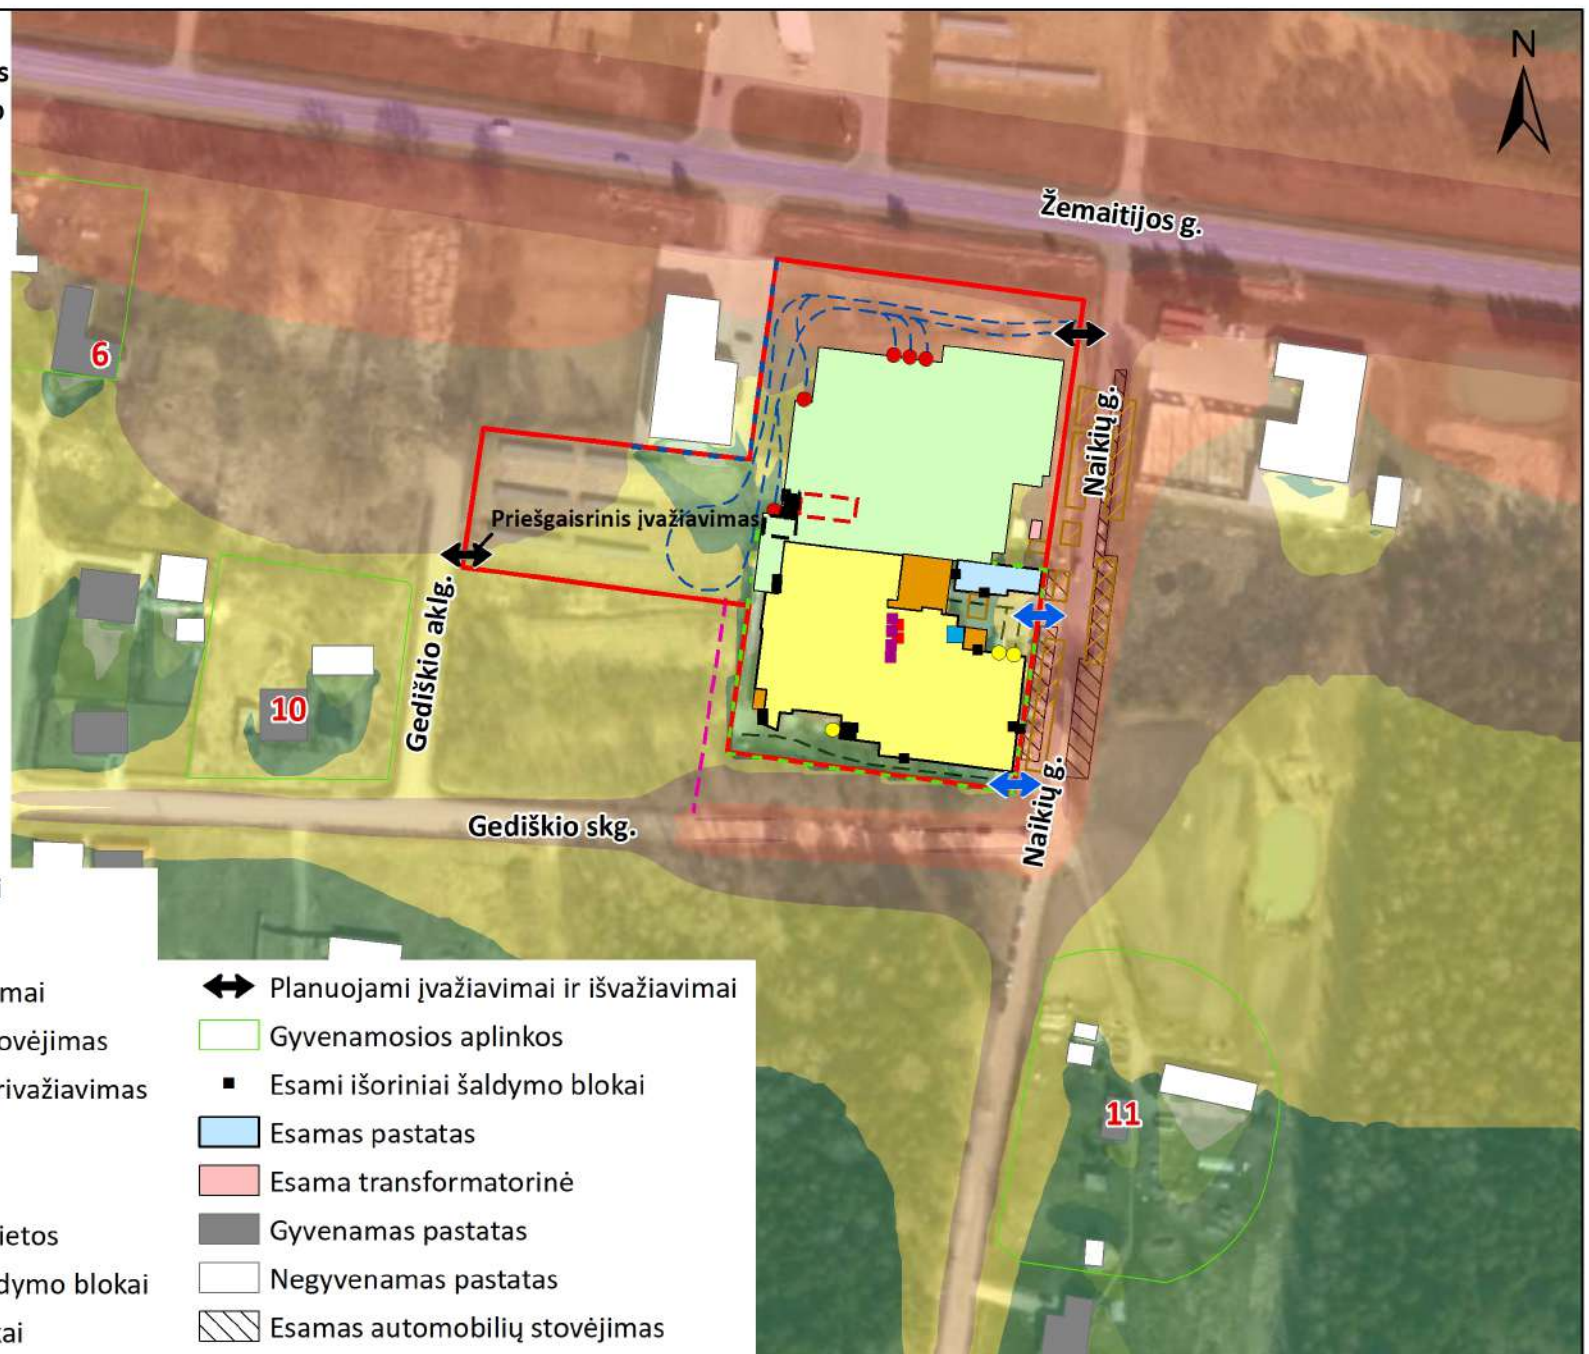 s
N
Žemaitijos g.
6
Naikių g.
Priešgaisrinis įvažiavimas
Gediškio aklg.
10
Naikių g.
Gediškio skg.
11
mai
ovėjimas
rivažiavimas
ietos
dymo blokai
kai
Planuojami įvažiavimai ir išvažiavimai
Gyvenamosios aplinkos
Esami išoriniai šaldymo blokai
Esamas pastatas
Esama transformatorinė
Gyvenamas pastatas
Negyvenamas pastatas
Esamas automobilių stovėjimas